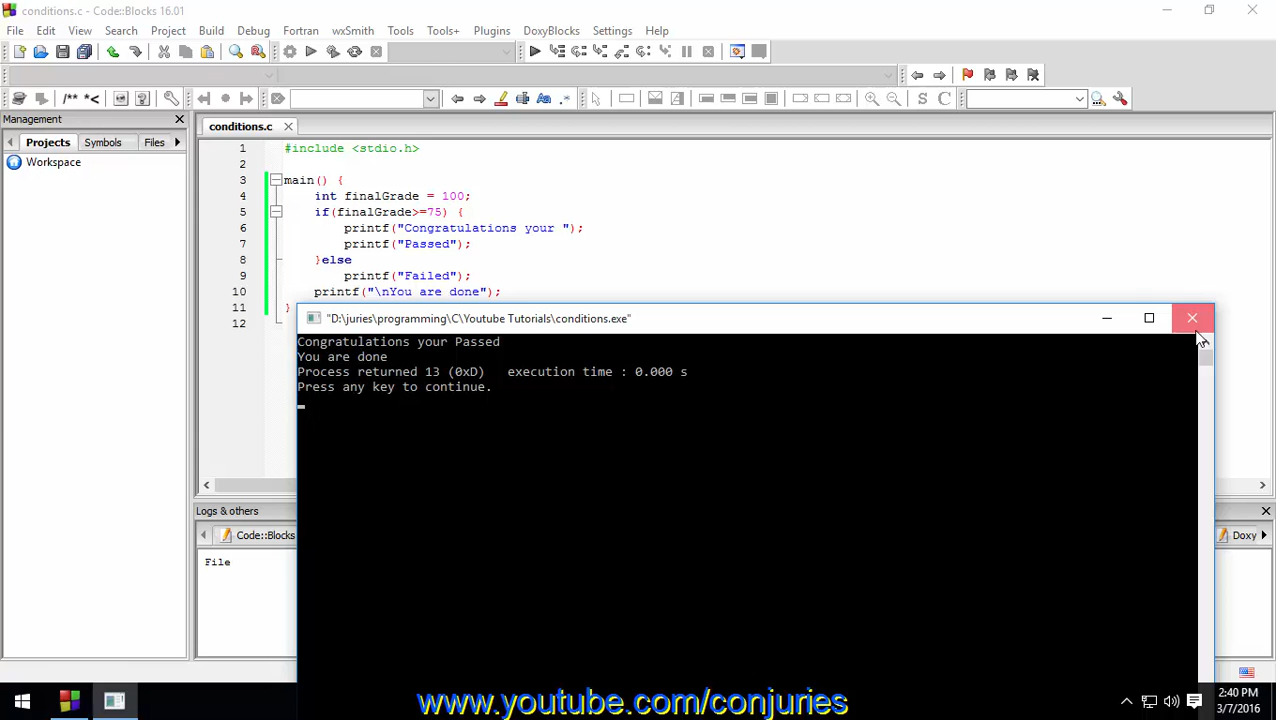 conditions.c - Code::Blocks 16.01
File Edit View Search Project Build Debug Fortran wxSmith Tools Tools+ Plugins DoxyBlocks Settings Help
/** *<
S C
Management
Projects Symbols Files
Workspace
conditions.c
1 #include <stdio.h>
2
3 main() {
4 int finalGrade = 100;
5 if(finalGrade>=75) {
6 printf("Congratulations your ");
7 printf("Passed");
8 }else
9 printf("Failed");
10 printf("\nYou are done");
11 }
12
"D:\juries\programming\C\Youtube Tutorials\conditions.exe"
Congratulations your Passed
You are done
Process returned 13 (0xD)   execution time : 0.000 s
Press any key to continue.
Logs & others
Code::Blocks
Doxy
File
www.youtube.com/conjuries
2:40 PM
3/7/2016